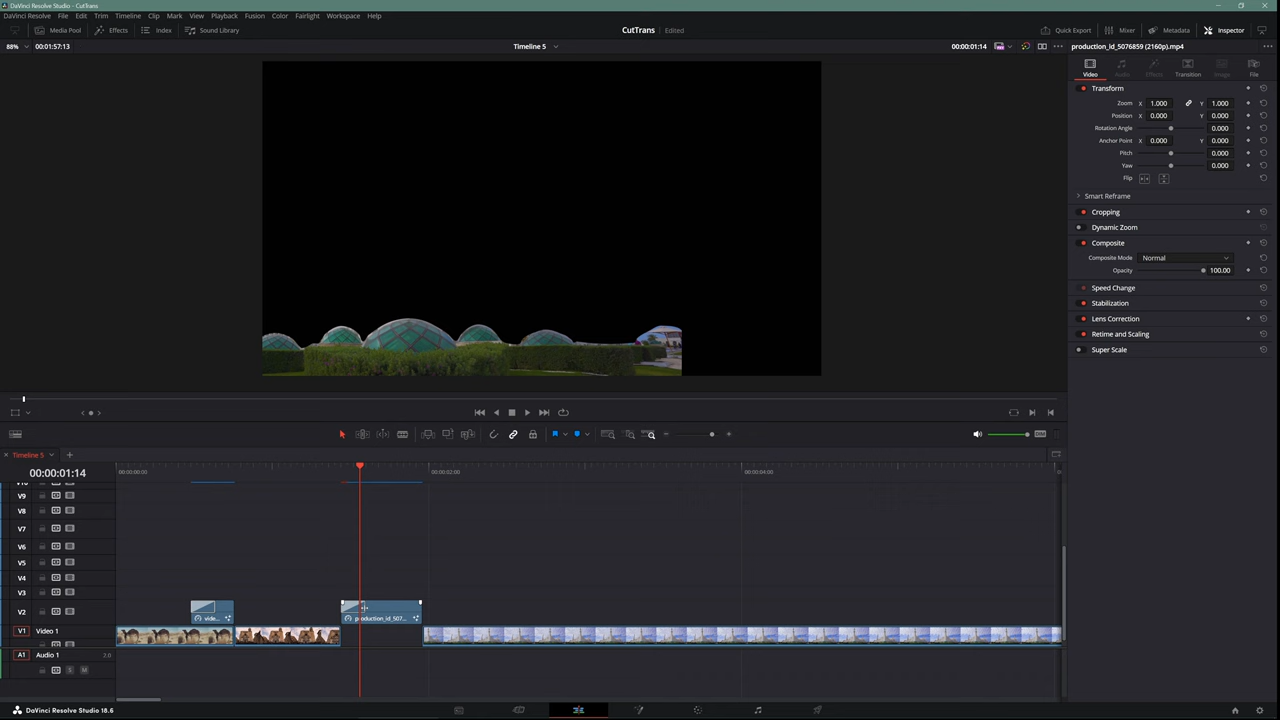 DaVinci Resolve Studio - CutTrans
DaVinci Resolve File Edit Trim Timeline Clip Mark View Playback Fusion Color Fairlight Workspace Help
Media Pool Effects Index Sound Library CutTrans Edited Quick Export Mixer Metadata Inspector
88% 00:01:57:13 Timeline 5 00:00:01:14 production_id_5076859 (2160p).mp4
Video Audio Effects Transition Image File
Transform
Zoom X 1.000 Y 1.000
Position X 0.000 Y 0.000
Rotation Angle 0.000
Anchor Point X 0.000 Y 0.000
Pitch 0.000
Yaw 0.000
Flip
Smart Reframe
Cropping
Dynamic Zoom
Composite
Composite Mode Normal
Opacity 100.00
Speed Change
Stabilization
Lens Correction
Retime and Scaling
Super Scale
DIM
Timeline 5
00:00:01:14 00:00:00:00 00:00:02:00 00:00:04:00
V9
V8
V7
V6
V5
V4
V3
V2
vide... production_id_507...
V1 Video 1
A1 Audio 1 2.0
S M
DaVinci Resolve Studio 18.6